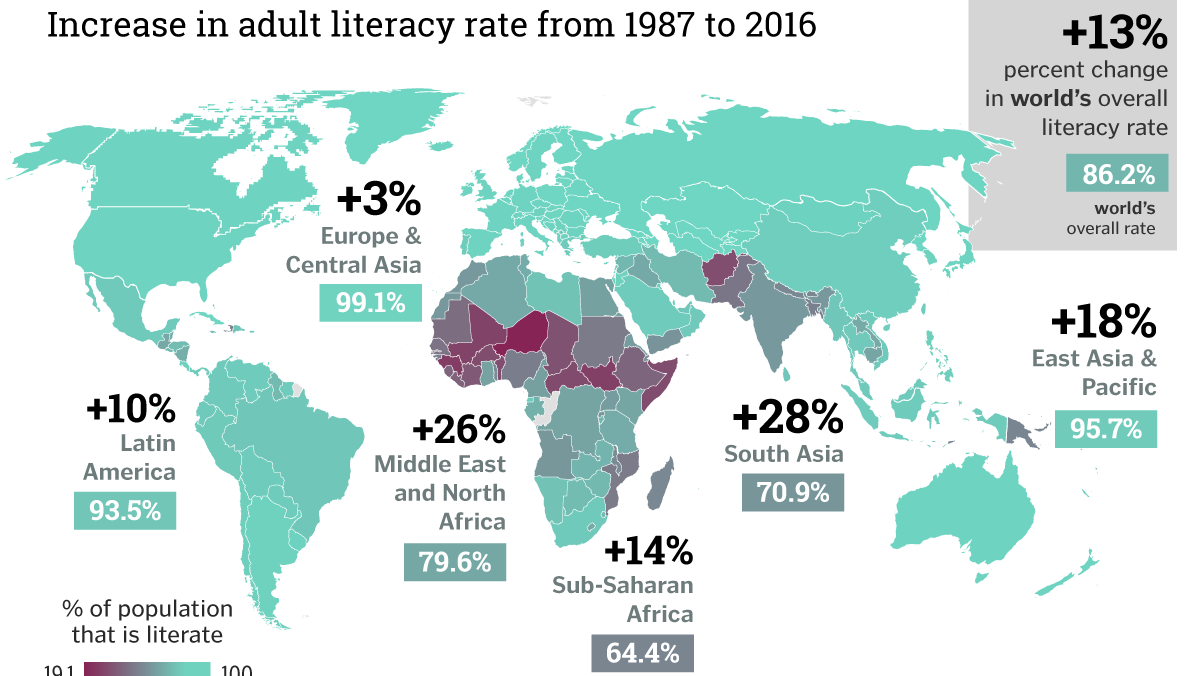 Increase in adult literacy rate from 1987 to 2016
+13%
percent change
in world's overall
literacy rate
86.2%
world's
overall rate
+3%
Europe &
Central Asia
99.1%
+18%
East Asia &
Pacific
95.7%
+10%
Latin
America
93.5%
+26%
Middle East
and North
Africa
79.6%
+28%
South Asia
70.9%
+14%
Sub-Saharan
Africa
64.4%
% of population
that is literate
19.1 100